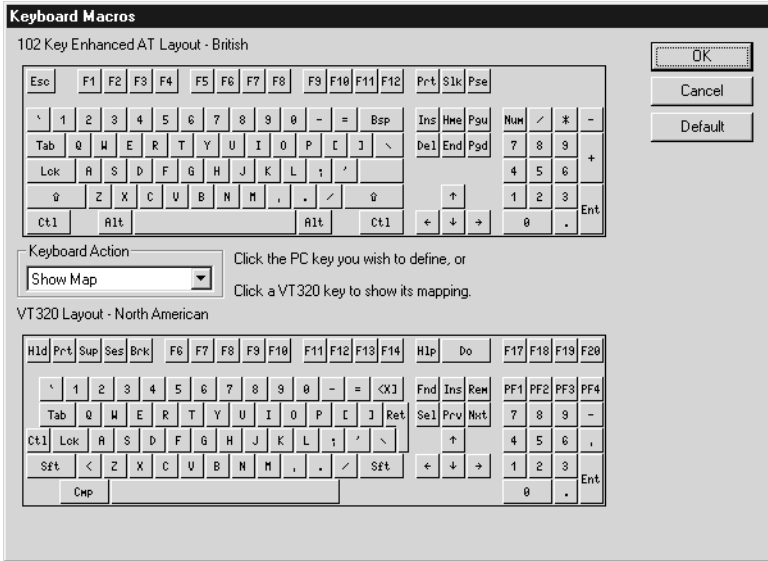 Keyboard Macros
102 Key Enhanced AT Layout - British
OK
Cancel
Default
Esc F1 F2 F3 F4 F5 F6 F7 F8 F9 F10 F11 F12 Prt Slk Pse
` 1 2 3 4 5 6 7 8 9 0 - = Bsp Ins Hme Pgu Num / * -
Tab Q W E R T Y U I O P [ ] \ Del End Pgd 7 8 9 +
Lck A S D F G H J K L ; ' 4 5 6
⇧ Z X C V B N M , . / ⇧ ↑ 1 2 3 Ent
Ctl Alt Alt Ctl ← ↓ → 0 .
Keyboard Action
Show Map
Click the PC key you wish to define, or
Click a VT320 key to show its mapping.
VT320 Layout - North American
Hld Prt Sup Ses Brk F6 F7 F8 F9 F10 F11 F12 F13 F14 Hlp Do F17 F18 F19 F20
` 1 2 3 4 5 6 7 8 9 0 - = <X] Fnd Ins Rem PF1 PF2 PF3 PF4
Tab Q W E R T Y U I O P [ ] Ret Sel Prv Nxt 7 8 9 -
Ctl Lck A S D F G H J K L ; ' \ ↑ 4 5 6 ,
Sft < Z X C V B N M , . / Sft ← ↓ → 1 2 3 Ent
Cmp 0 .